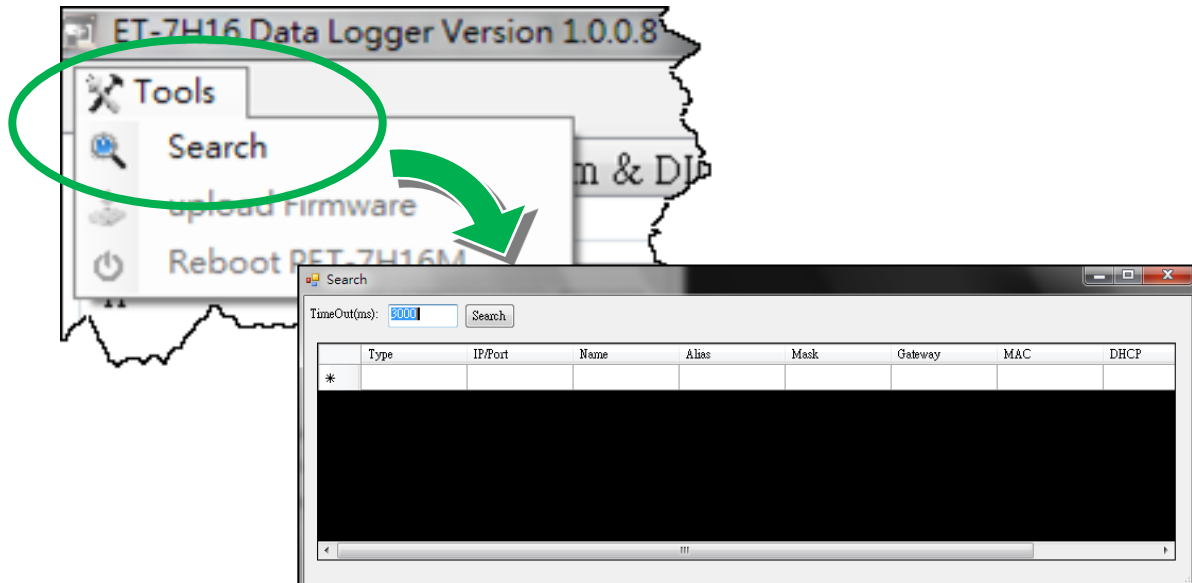 ET-7H16 Data Logger Version 1.0.0.8
Tools
Search
m & DI
upload Firmware
Reboot PET-7H16M
Search
TimeOut(ms): 3000 Search
Type IP/Port Name Alias Mask Gateway MAC DHCP
*